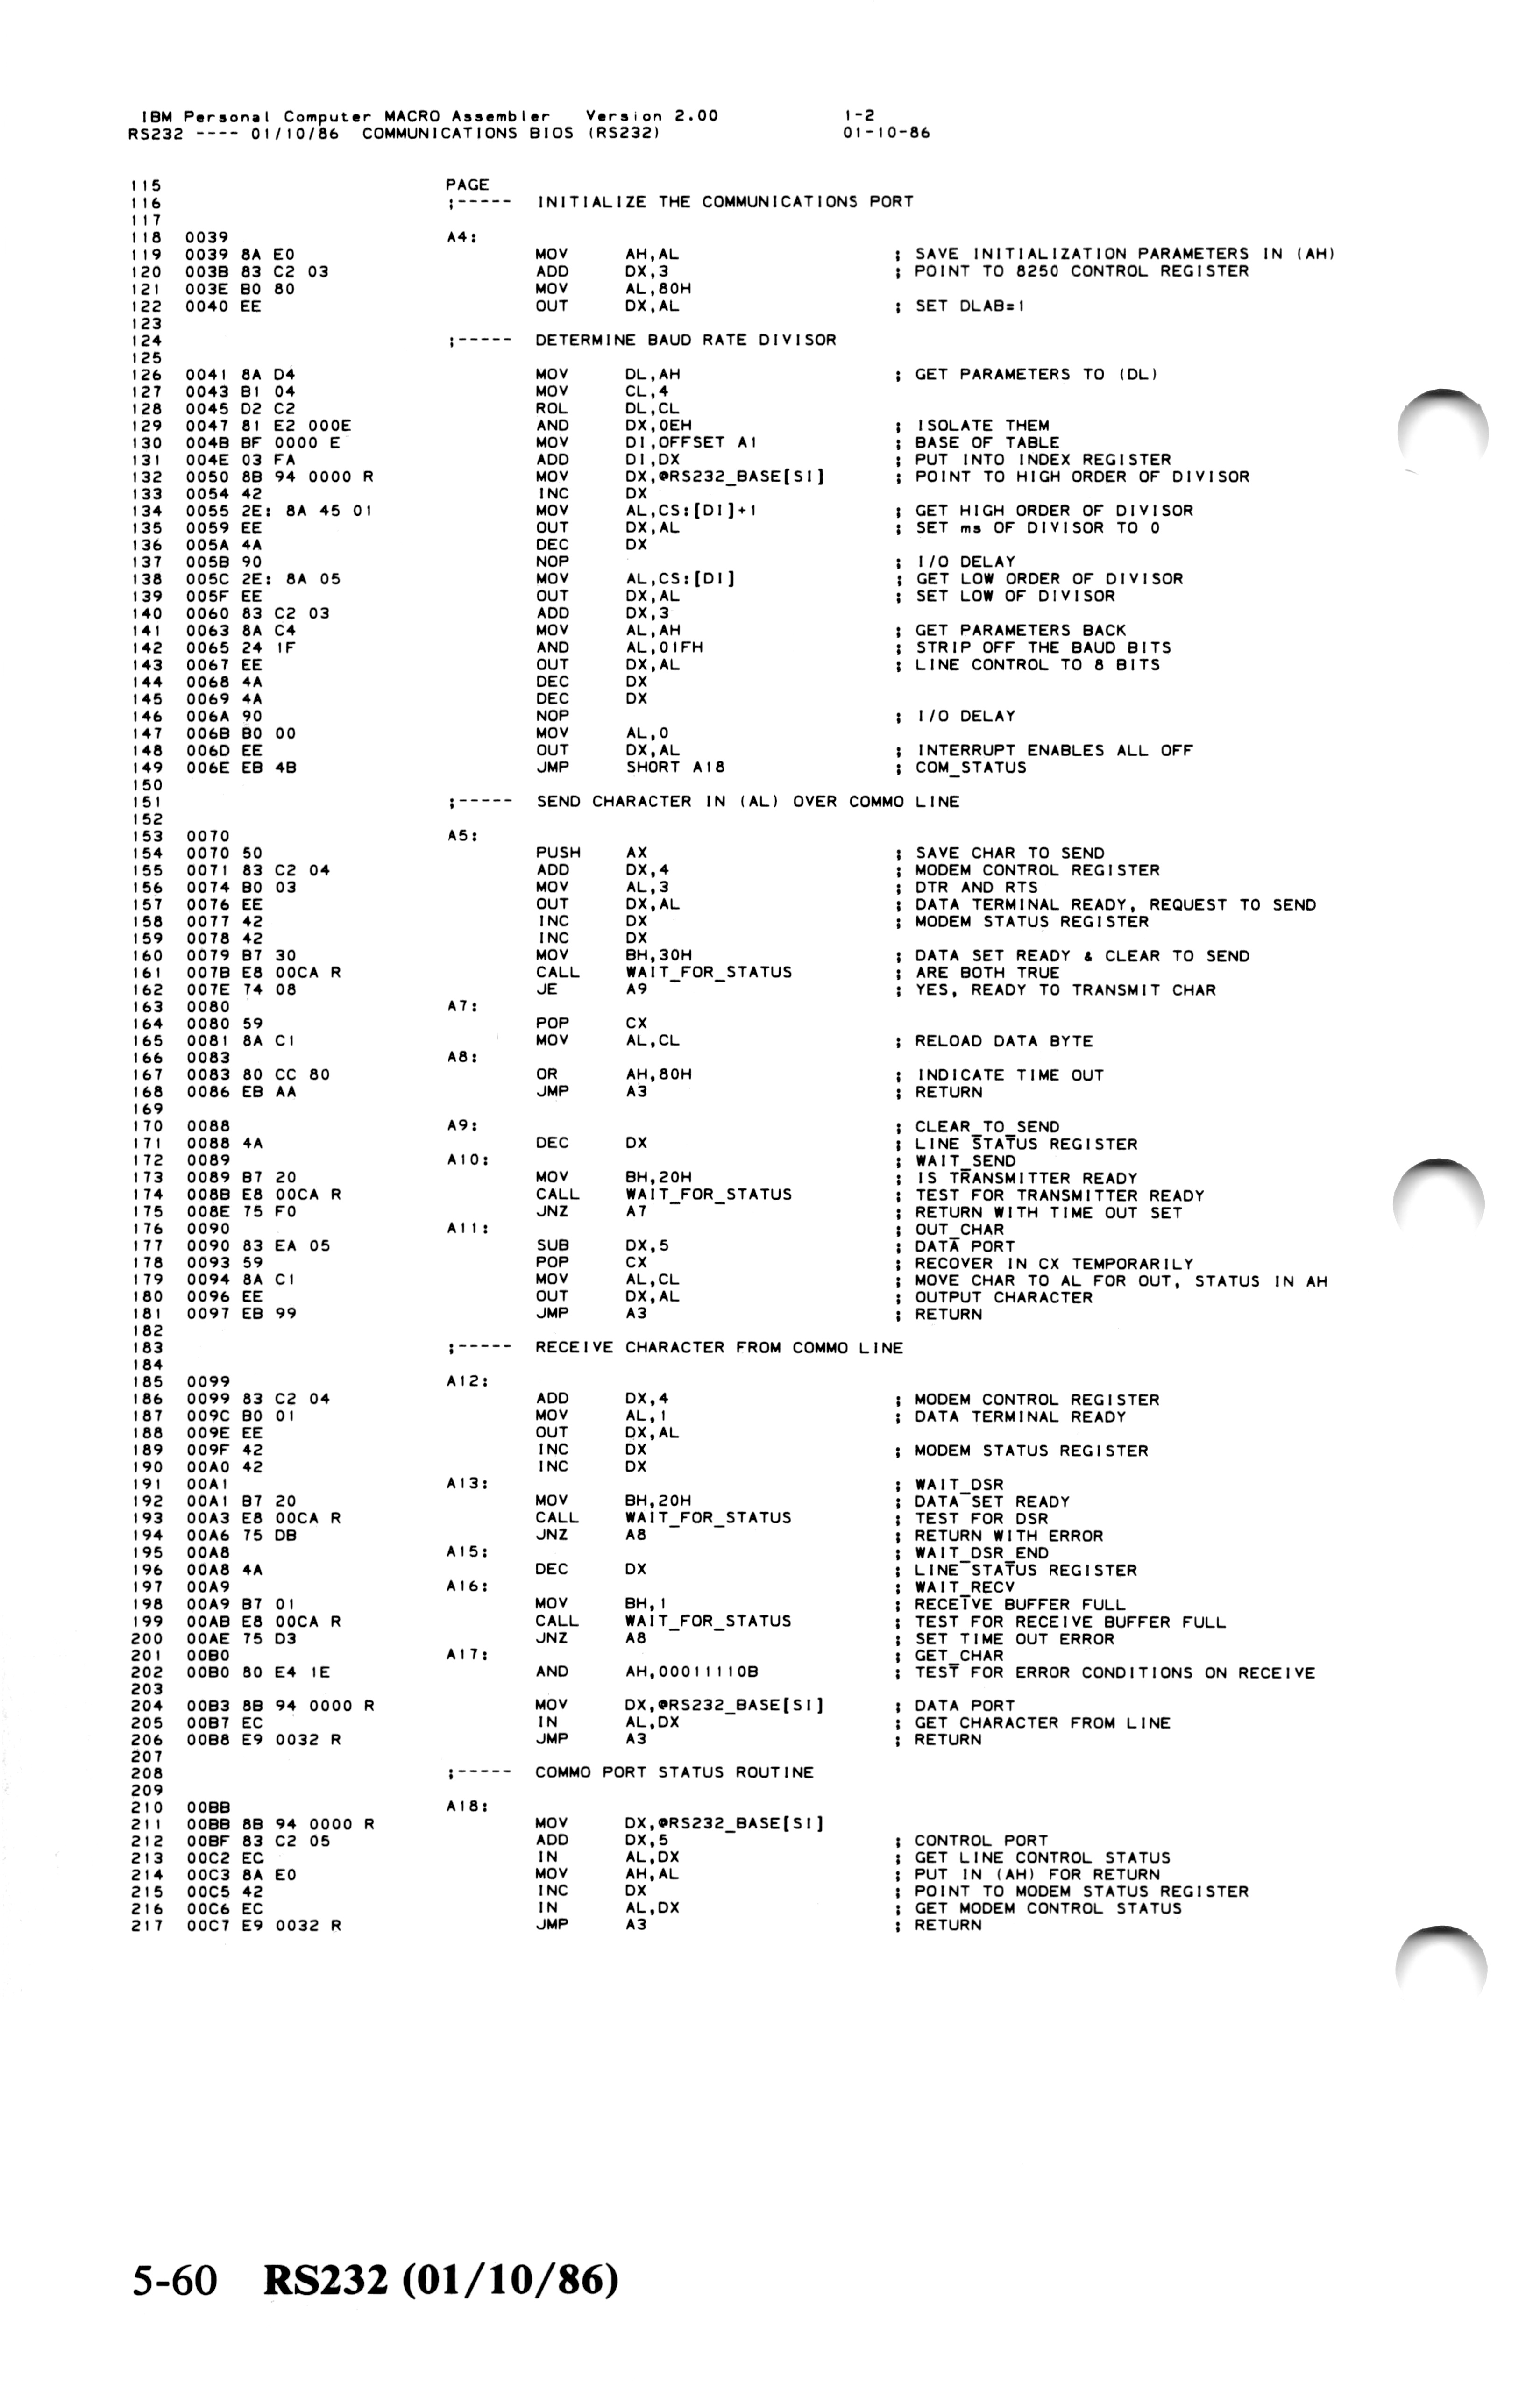 IBM Personal Computer MACRO Assembler   Version 2.00   1-2
RS232 ---- 01/10/86  COMMUNICATIONS BIOS (RS232)   01-10-86
115   PAGE
116   ;-----  INITIALIZE THE COMMUNICATIONS PORT
117
118  0039   A4:
119  0039 8A E0   MOV  AH,AL   ; SAVE INITIALIZATION PARAMETERS IN (AH)
120  003B 83 C2 03   ADD  DX,3   ; POINT TO 8250 CONTROL REGISTER
121  003E B0 80   MOV  AL,80H
122  0040 EE   OUT  DX,AL   ; SET DLAB=1
123
124   ;-----  DETERMINE BAUD RATE DIVISOR
125
126  0041 8A D4   MOV  DL,AH   ; GET PARAMETERS TO (DL)
127  0043 B1 04   MOV  CL,4
128  0045 D2 C2   ROL  DL,CL
129  0047 81 E2 000E   AND  DX,0EH   ; ISOLATE THEM
130  004B BF 0000 E   MOV  DI,OFFSET A1   ; BASE OF TABLE
131  004E 03 FA   ADD  DI,DX   ; PUT INTO INDEX REGISTER
132  0050 8B 94 0000 R   MOV  DX,@RS232_BASE[SI]   ; POINT TO HIGH ORDER OF DIVISOR
133  0054 42   INC  DX
134  0055 2E: 8A 45 01   MOV  AL,CS:[DI]+1   ; GET HIGH ORDER OF DIVISOR
135  0059 EE   OUT  DX,AL   ; SET ms OF DIVISOR TO 0
136  005A 4A   DEC  DX
137  005B 90   NOP   ; I/O DELAY
138  005C 2E: 8A 05   MOV  AL,CS:[DI]   ; GET LOW ORDER OF DIVISOR
139  005F EE   OUT  DX,AL   ; SET LOW OF DIVISOR
140  0060 83 C2 03   ADD  DX,3
141  0063 8A C4   MOV  AL,AH   ; GET PARAMETERS BACK
142  0065 24 1F   AND  AL,01FH   ; STRIP OFF THE BAUD BITS
143  0067 EE   OUT  DX,AL   ; LINE CONTROL TO 8 BITS
144  0068 4A   DEC  DX
145  0069 4A   DEC  DX
146  006A 90   NOP   ; I/O DELAY
147  006B B0 00   MOV  AL,0
148  006D EE   OUT  DX,AL   ; INTERRUPT ENABLES ALL OFF
149  006E EB 4B   JMP  SHORT A18   ; COM_STATUS
150
151   ;-----  SEND CHARACTER IN (AL) OVER COMMO LINE
152
153  0070   A5:
154  0070 50   PUSH  AX   ; SAVE CHAR TO SEND
155  0071 83 C2 04   ADD  DX,4   ; MODEM CONTROL REGISTER
156  0074 B0 03   MOV  AL,3   ; DTR AND RTS
157  0076 EE   OUT  DX,AL   ; DATA TERMINAL READY, REQUEST TO SEND
158  0077 42   INC  DX   ; MODEM STATUS REGISTER
159  0078 42   INC  DX
160  0079 B7 30   MOV  BH,30H   ; DATA SET READY & CLEAR TO SEND
161  007B E8 00CA R   CALL  WAIT_FOR_STATUS   ; ARE BOTH TRUE
162  007E 74 08   JE  A9   ; YES, READY TO TRANSMIT CHAR
163  0080   A7:
164  0080 59   POP  CX
165  0081 8A C1   MOV  AL,CL   ; RELOAD DATA BYTE
166  0083   A8:
167  0083 80 CC 80   OR  AH,80H   ; INDICATE TIME OUT
168  0086 EB AA   JMP  A3   ; RETURN
169
170  0088   A9:   ; CLEAR_TO_SEND
171  0088 4A   DEC  DX   ; LINE STATUS REGISTER
172  0089   A10:   ; WAIT_SEND
173  0089 B7 20   MOV  BH,20H   ; IS TRANSMITTER READY
174  008B E8 00CA R   CALL  WAIT_FOR_STATUS   ; TEST FOR TRANSMITTER READY
175  008E 75 F0   JNZ  A7   ; RETURN WITH TIME OUT SET
176  0090   A11:   ; OUT_CHAR
177  0090 83 EA 05   SUB  DX,5   ; DATA PORT
178  0093 59   POP  CX   ; RECOVER IN CX TEMPORARILY
179  0094 8A C1   MOV  AL,CL   ; MOVE CHAR TO AL FOR OUT, STATUS IN AH
180  0096 EE   OUT  DX,AL   ; OUTPUT CHARACTER
181  0097 EB 99   JMP  A3   ; RETURN
182
183   ;-----  RECEIVE CHARACTER FROM COMMO LINE
184
185  0099   A12:
186  0099 83 C2 04   ADD  DX,4   ; MODEM CONTROL REGISTER
187  009C B0 01   MOV  AL,1   ; DATA TERMINAL READY
188  009E EE   OUT  DX,AL
189  009F 42   INC  DX   ; MODEM STATUS REGISTER
190  00A0 42   INC  DX
191  00A1   A13:   ; WAIT_DSR
192  00A1 B7 20   MOV  BH,20H   ; DATA SET READY
193  00A3 E8 00CA R   CALL  WAIT_FOR_STATUS   ; TEST FOR DSR
194  00A6 75 DB   JNZ  A8   ; RETURN WITH ERROR
195  00A8   A15:   ; WAIT_DSR_END
196  00A8 4A   DEC  DX   ; LINE STATUS REGISTER
197  00A9   A16:   ; WAIT_RECV
198  00A9 B7 01   MOV  BH,1   ; RECEIVE BUFFER FULL
199  00AB E8 00CA R   CALL  WAIT_FOR_STATUS   ; TEST FOR RECEIVE BUFFER FULL
200  00AE 75 D3   JNZ  A8   ; SET TIME OUT ERROR
201  00B0   A17:   ; GET_CHAR
202  00B0 80 E4 1E   AND  AH,00011110B   ; TEST FOR ERROR CONDITIONS ON RECEIVE
203
204  00B3 8B 94 0000 R   MOV  DX,@RS232_BASE[SI]   ; DATA PORT
205  00B7 EC   IN  AL,DX   ; GET CHARACTER FROM LINE
206  00B8 E9 0032 R   JMP  A3   ; RETURN
207
208   ;-----  COMMO PORT STATUS ROUTINE
209
210  00BB   A18:
211  00BB 8B 94 0000 R   MOV  DX,@RS232_BASE[SI]
212  00BF 83 C2 05   ADD  DX,5   ; CONTROL PORT
213  00C2 EC   IN  AL,DX   ; GET LINE CONTROL STATUS
214  00C3 8A E0   MOV  AH,AL   ; PUT IN (AH) FOR RETURN
215  00C5 42   INC  DX   ; POINT TO MODEM STATUS REGISTER
216  00C6 EC   IN  AL,DX   ; GET MODEM CONTROL STATUS
217  00C7 E9 0032 R   JMP  A3   ; RETURN
5-60   RS232 (01/10/86)